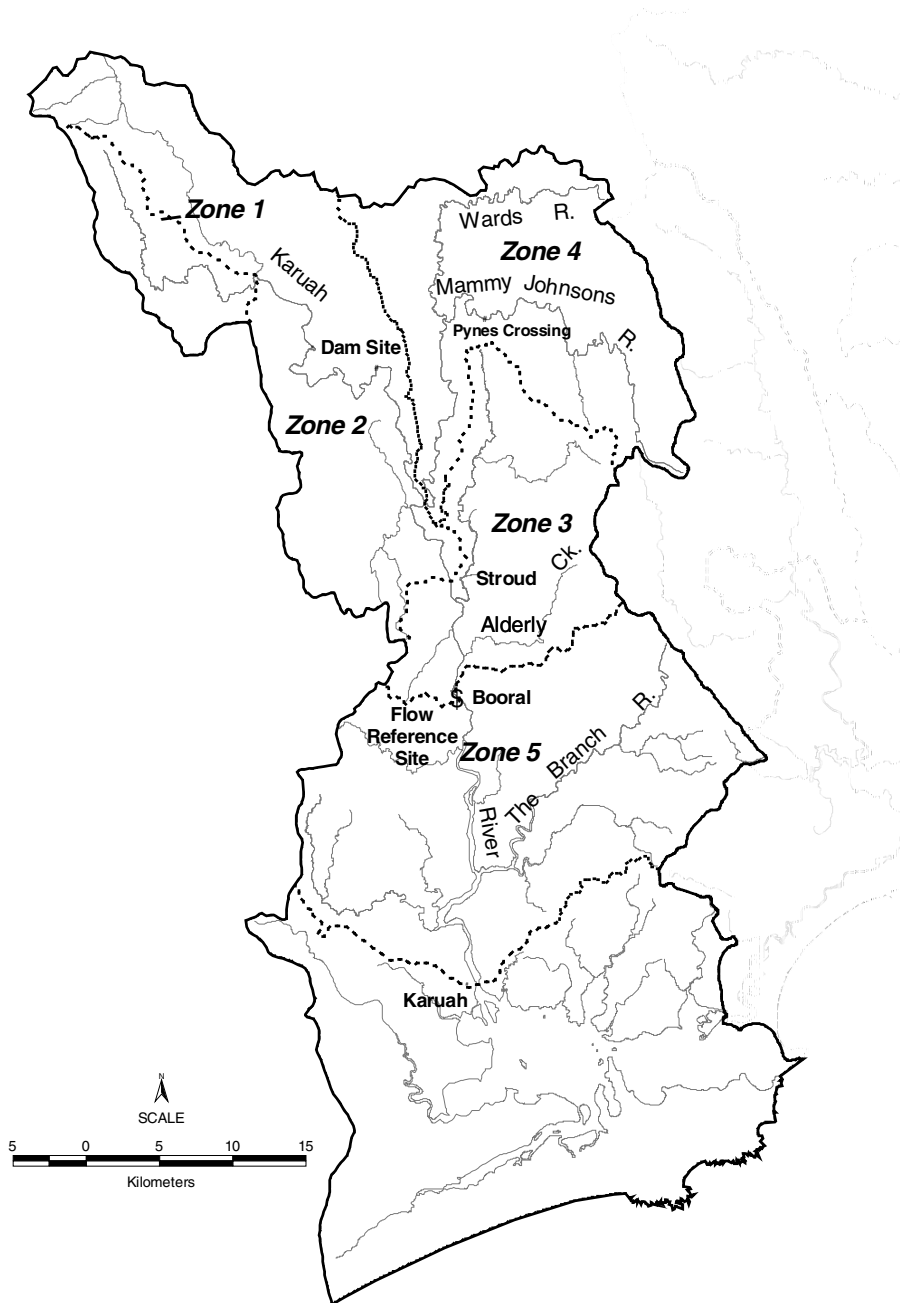 Zone 1
Wards R.
Zone 4
Karuah
Mammy Johnsons R.
Pynes Crossing
Dam Site
Zone 2
Zone 3
Stroud
Alderly Ck.
$ Booral
Flow
Reference
Site
Zone 5
The Branch R.
River
Karuah
N
SCALE
5 0 5 10 15
Kilometers